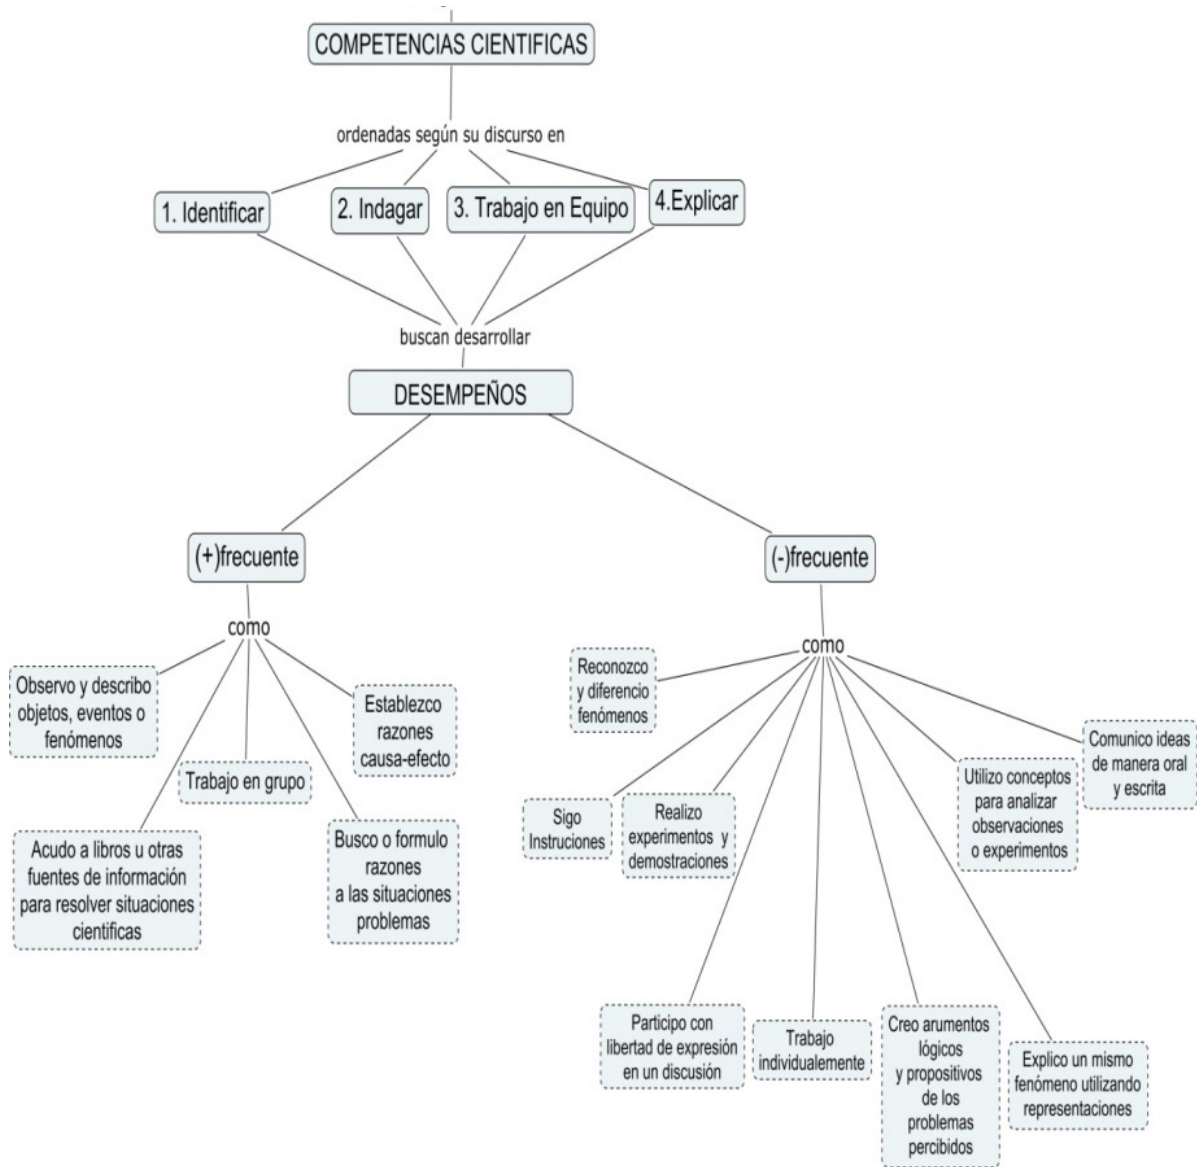 COMPETENCIAS CIENTIFICAS
ordenadas según su discurso en
1. Identificar
2. Indagar
3. Trabajo en Equipo
4.Explicar
buscan desarrollar
DESEMPEÑOS
(+)frecuente
(-)frecuente
como
como
Observo y describo
objetos, eventos o
fenómenos
Trabajo en grupo
Establezco
razones
causa-efecto
Acudo a libros u otras
fuentes de información
para resolver situaciones
cientificas
Busco o formulo
razones
a las situaciones
problemas
Reconozco
y diferencio
fenómenos
Sigo
Instruciones
Realizo
experimentos y
demostraciones
Utilizo conceptos
para analizar
observaciones
o experimentos
Comunico ideas
de manera oral
y escrita
Participo con
libertad de expresión
en un discusión
Trabajo
individualemente
Creo arumentos
lógicos
y propositivos
de los
problemas
percibidos
Explico un mismo
fenómeno utilizando
representaciones